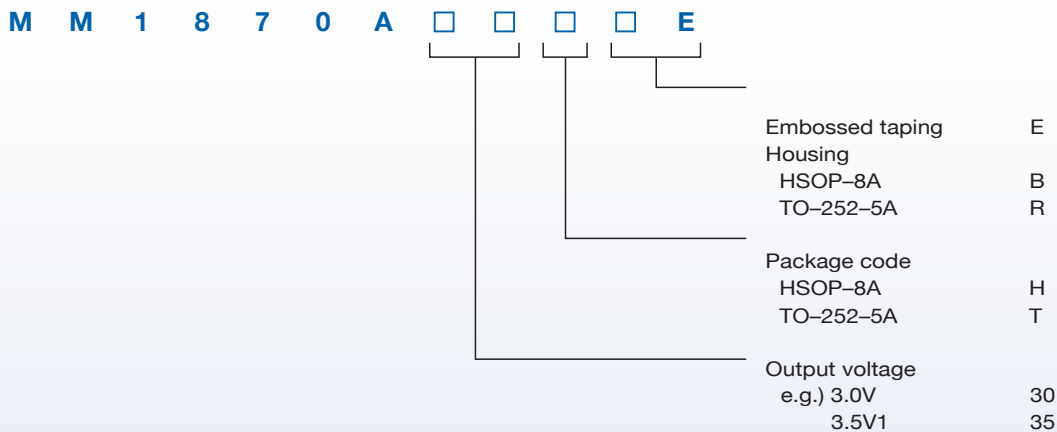 M M 1 8 7 0 A □ □ □ □ E
Embossed taping E
Housing
HSOP–8A B
TO–252–5A R
Package code
HSOP–8A H
TO–252–5A T
Output voltage
e.g.) 3.0V 30
3.5V1 35